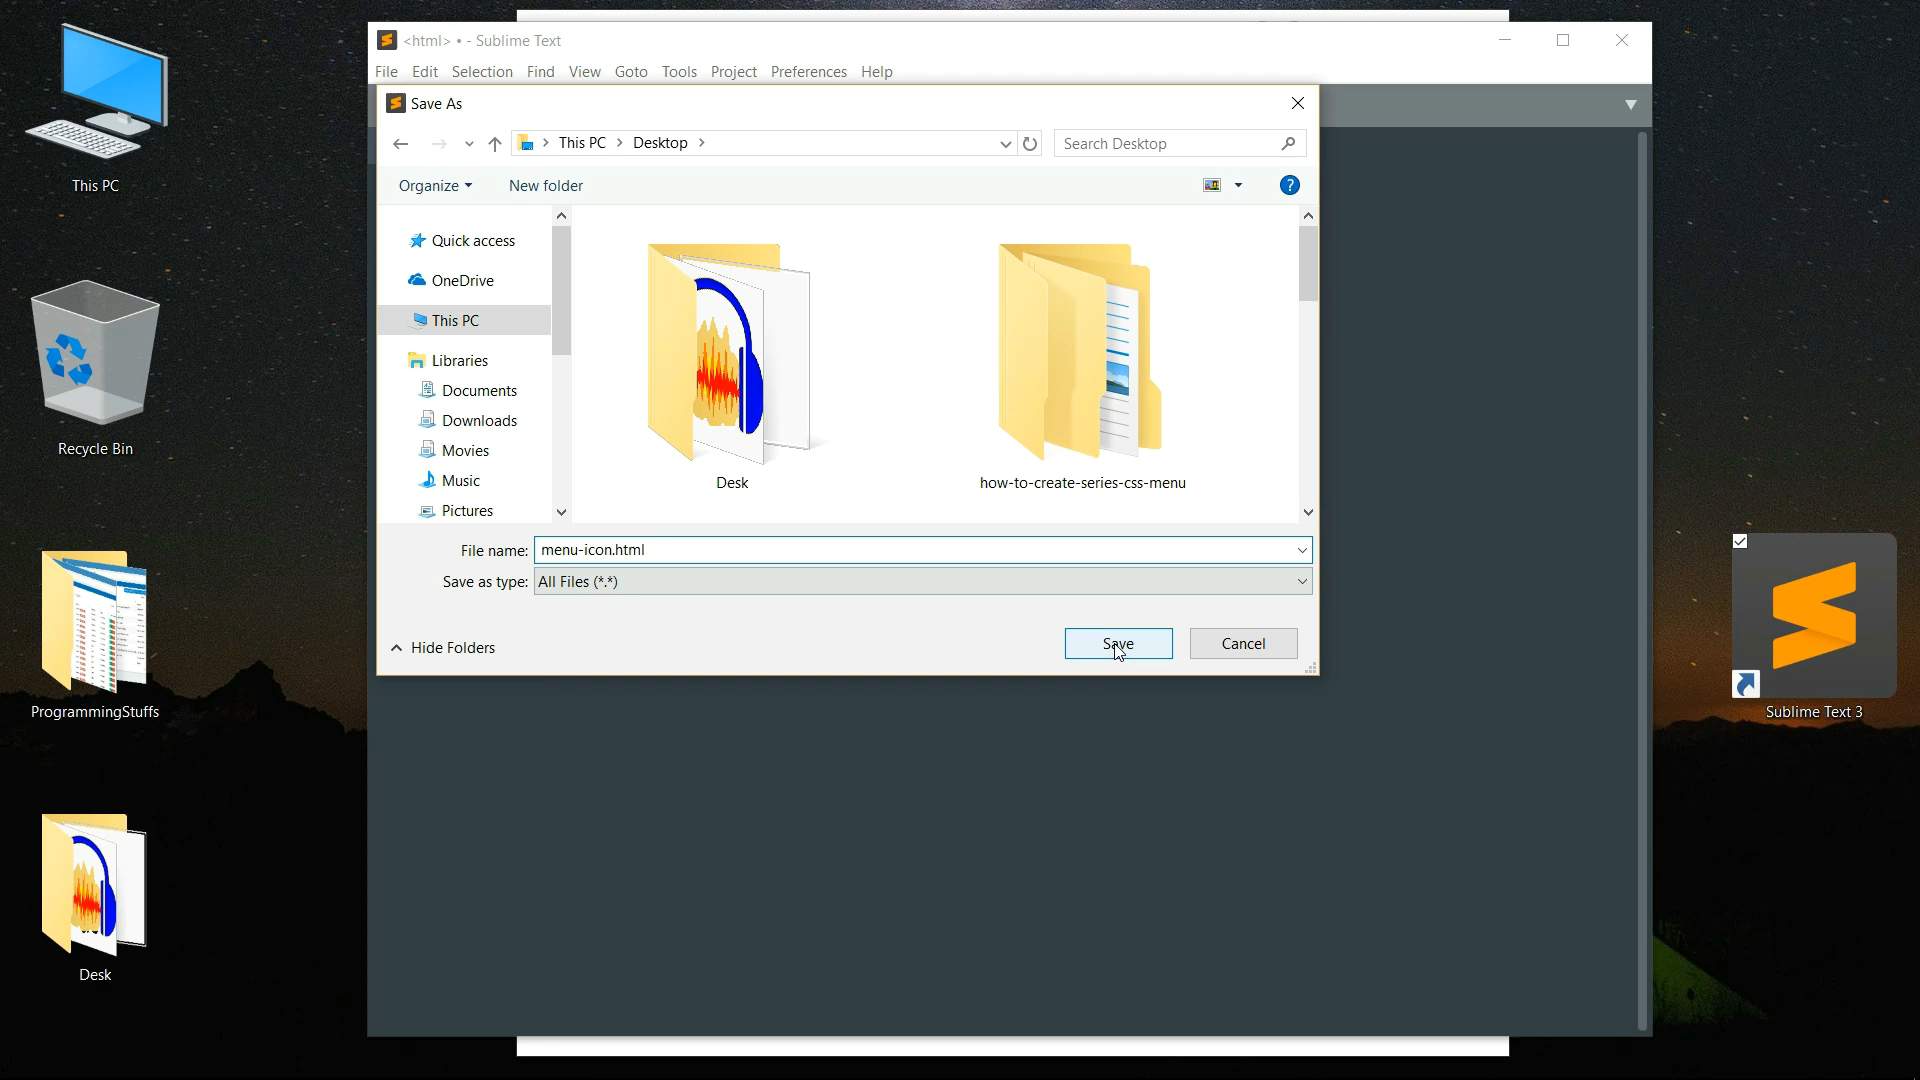 <html> • - Sublime Text
File Edit Selection Find View Goto Tools Project Preferences Help
Save As
This PC > Desktop >
Search Desktop
Organize
New folder
Quick access
OneDrive
This PC
Libraries
Documents
Downloads
Movies
Music
Pictures
Desk
how-to-create-series-css-menu
File name: menu-icon.html
Save as type: All Files (*.*)
Hide Folders
Save
Cancel
This PC
Recycle Bin
ProgrammingStuffs
Desk
Sublime Text 3